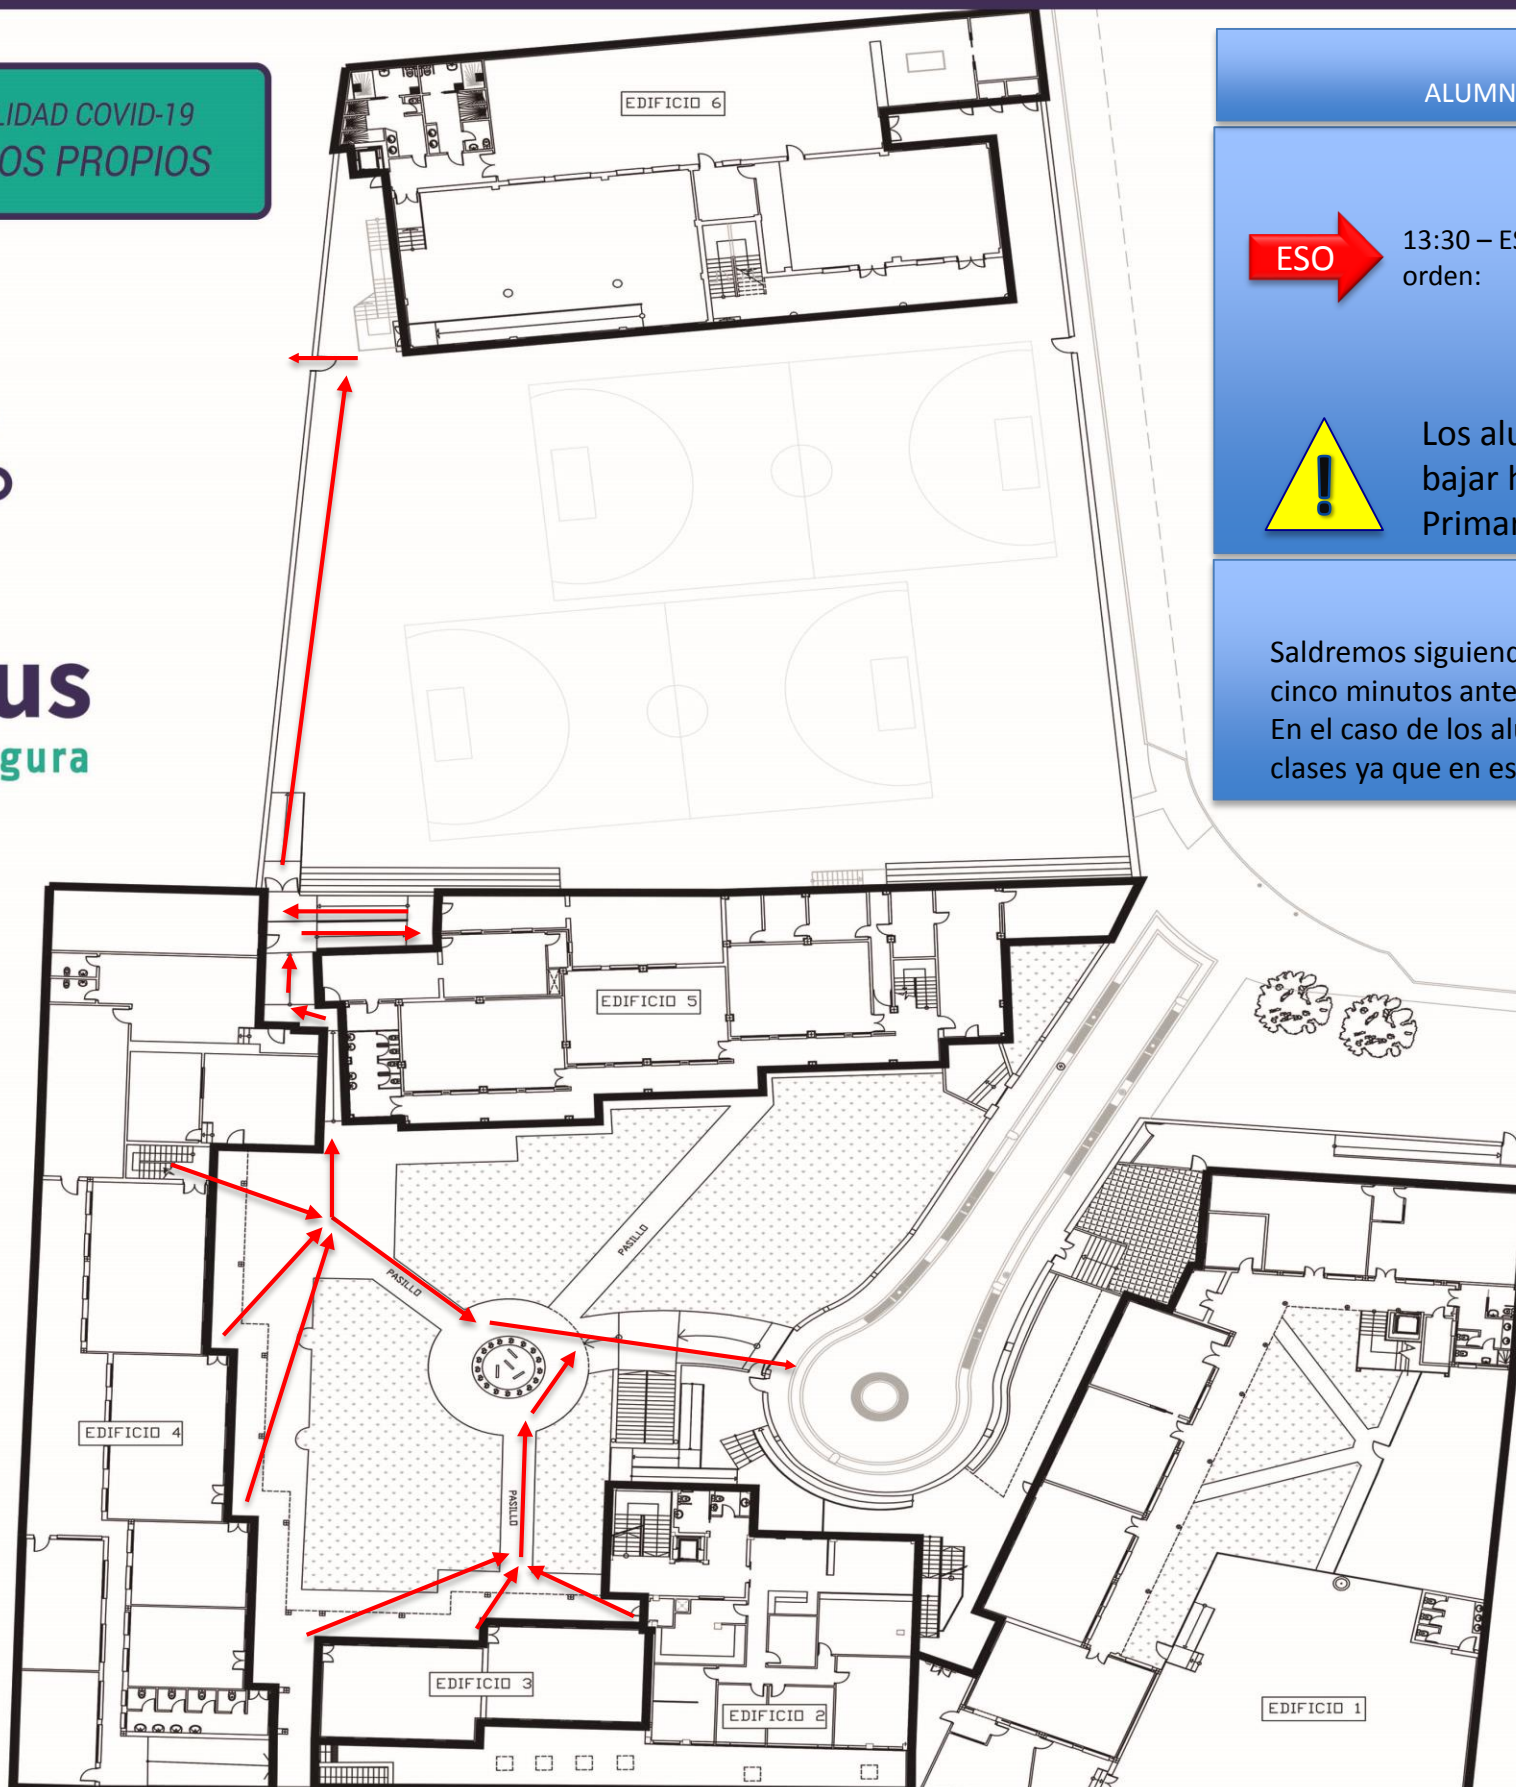 LIDAD COVID-19
OS PROPIOS
us
gura
EDIFICIO 6
ALUMN
ESO
13:30 – ES
orden:
!
Los alu
bajar h
Primar
Saldremos siguiend
cinco minutos ante
En el caso de los alu
clases ya que en es
EDIFICIO 5
PASILLO
PASILLO
EDIFICIO 4
PASILLO
EDIFICIO 3
EDIFICIO 2
EDIFICIO 1